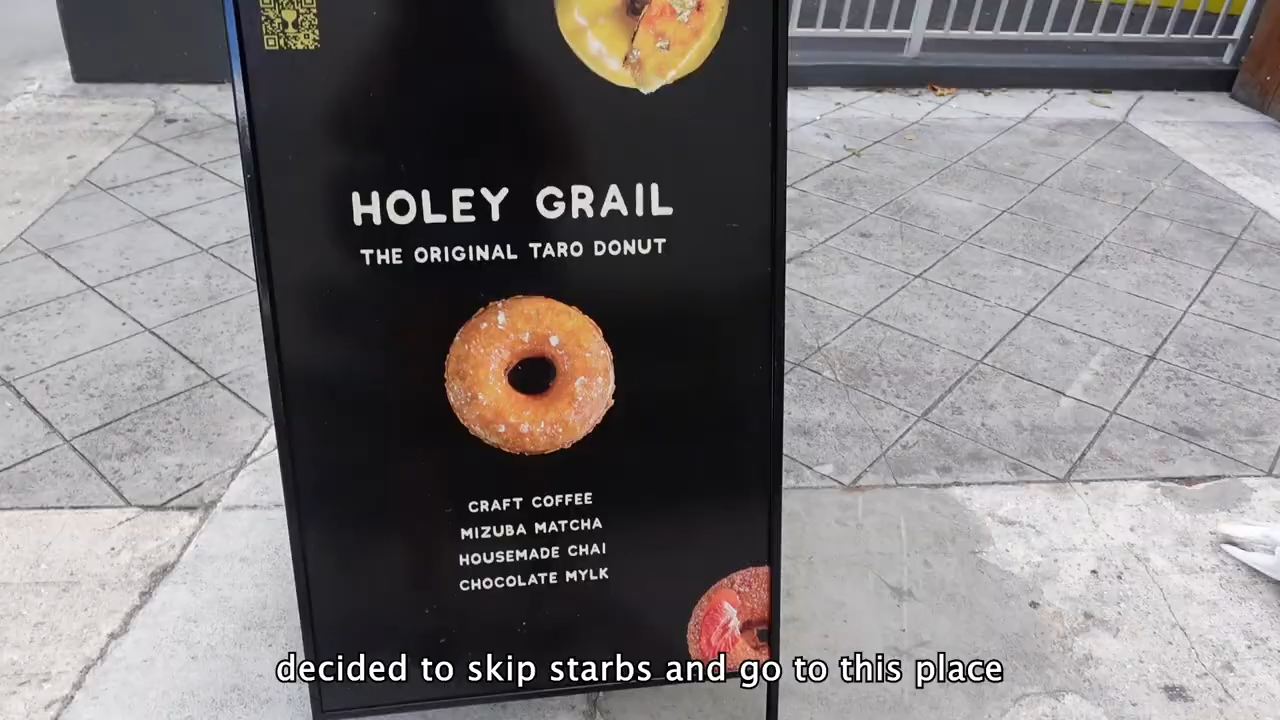 HOLEY GRAIL
THE ORIGINAL TARO DONUT
CRAFT COFFEE
MIZUBA MATCHA
HOUSEMADE CHAI
CHOCOLATE MYLK
decided to skip starbs and go to this place